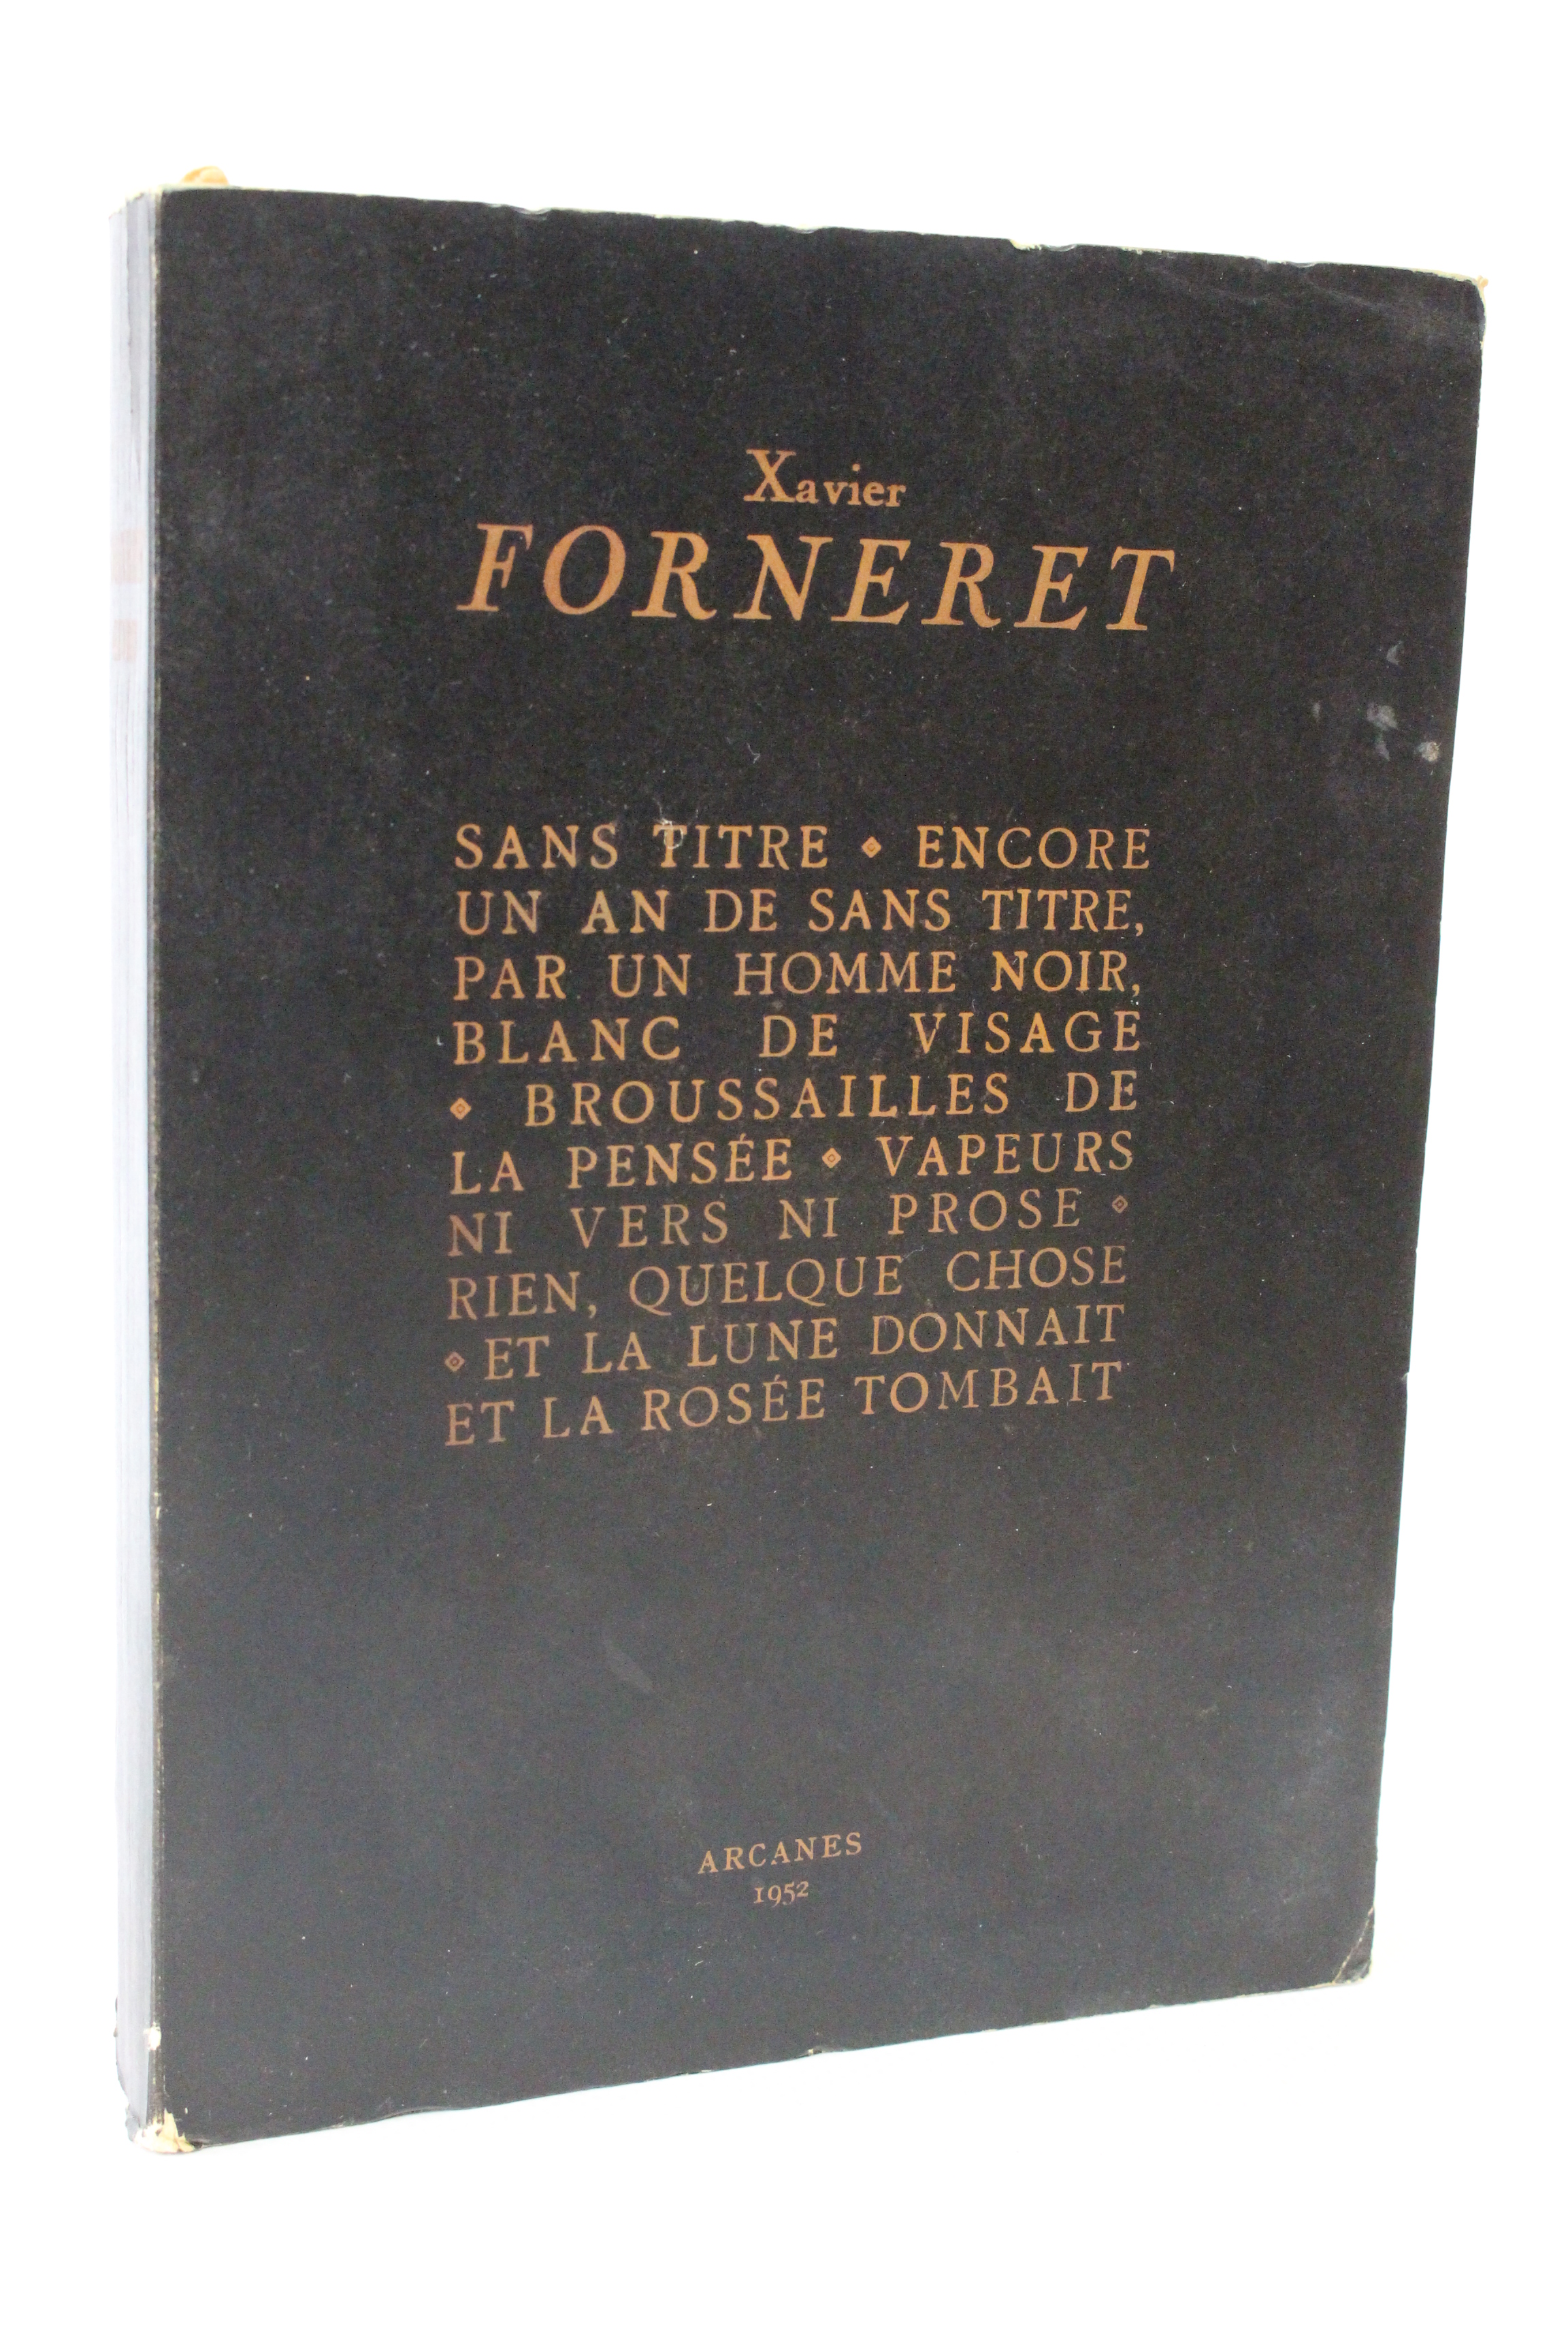 Xavier
FORNERET
SANS TITRE ◈ ENCORE
UN AN DE SANS TITRE,
PAR UN HOMME NOIR,
BLANC DE VISAGE
◈ BROUSSAILLES DE
LA PENSÉE ◈ VAPEURS
NI VERS NI PROSE ◈
RIEN, QUELQUE CHOSE
◈ ET LA LUNE DONNAIT
ET LA ROSÉE TOMBAIT
ARCANES
1952